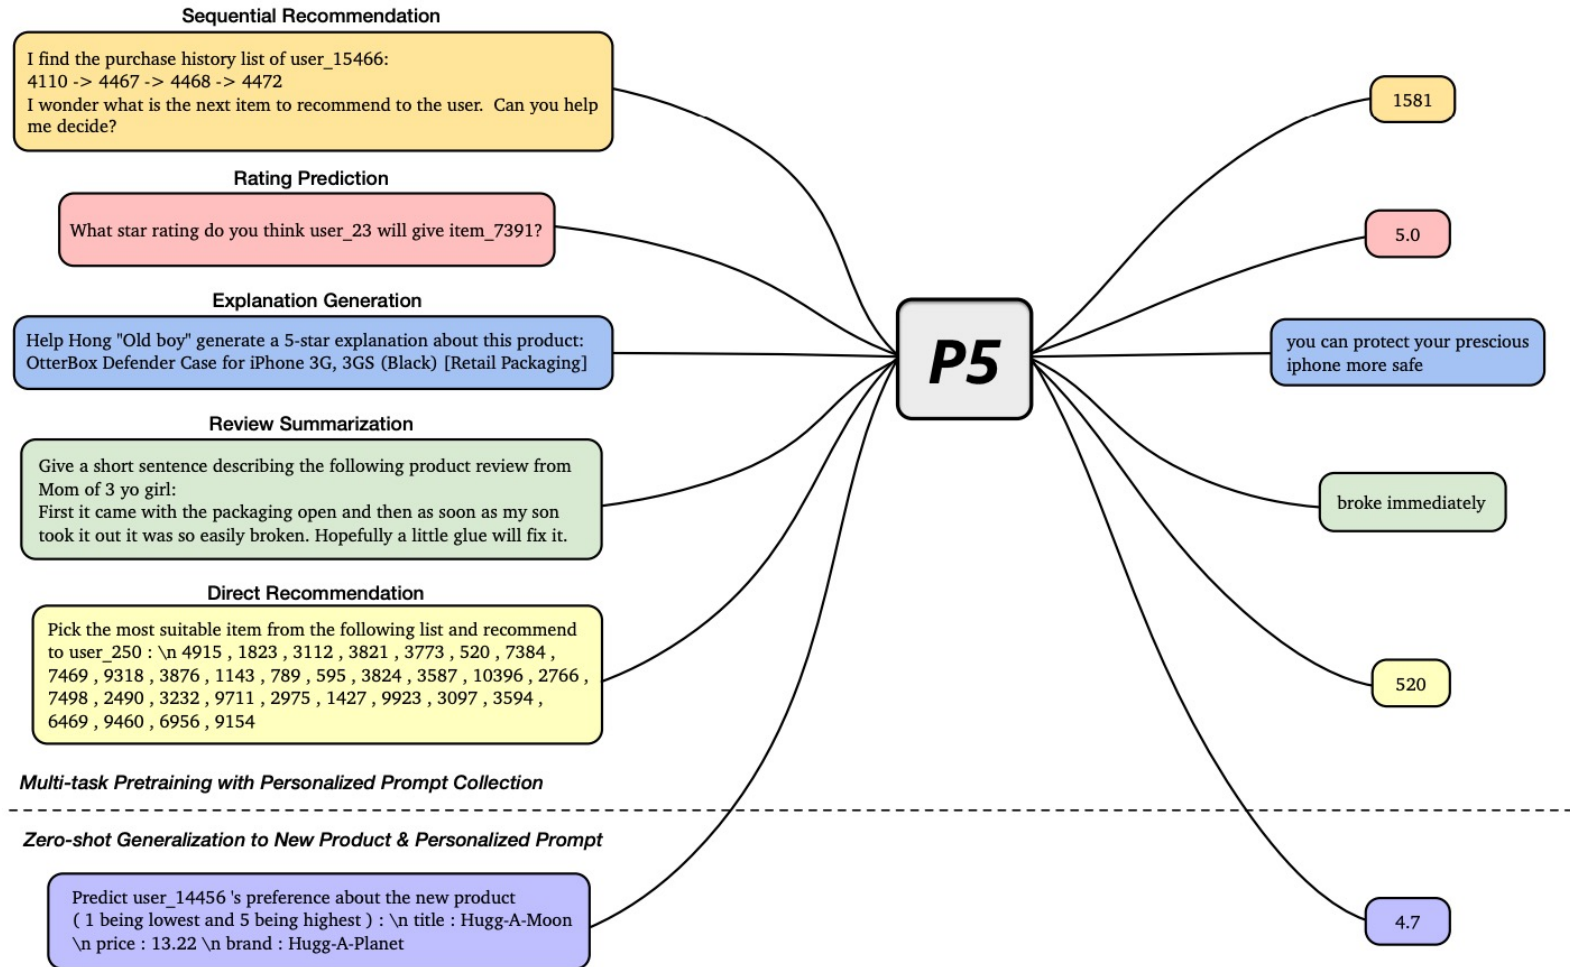 Sequential Recommendation
I find the purchase history list of user_15466:
4110 -> 4467 -> 4468 -> 4472
I wonder what is the next item to recommend to the user. Can you help
me decide?
1581
Rating Prediction
What star rating do you think user_23 will give item_7391?
5.0
Explanation Generation
Help Hong "Old boy" generate a 5-star explanation about this product:
OtterBox Defender Case for iPhone 3G, 3GS (Black) [Retail Packaging]
P5
you can protect your prescious
iphone more safe
Review Summarization
Give a short sentence describing the following product review from
Mom of 3 yo girl:
First it came with the packaging open and then as soon as my son
took it out it was so easily broken. Hopefully a little glue will fix it.
broke immediately
Direct Recommendation
Pick the most suitable item from the following list and recommend
to user_250 : \n 4915 , 1823 , 3112 , 3821 , 3773 , 520 , 7384 ,
7469 , 9318 , 3876 , 1143 , 789 , 595 , 3824 , 3587 , 10396 , 2766 ,
7498 , 2490 , 3232 , 9711 , 2975 , 1427 , 9923 , 3097 , 3594 ,
6469 , 9460 , 6956 , 9154
520
Multi-task Pretraining with Personalized Prompt Collection
Zero-shot Generalization to New Product & Personalized Prompt
Predict user_14456 's preference about the new product
( 1 being lowest and 5 being highest ) : \n title : Hugg-A-Moon
\n price : 13.22 \n brand : Hugg-A-Planet
4.7